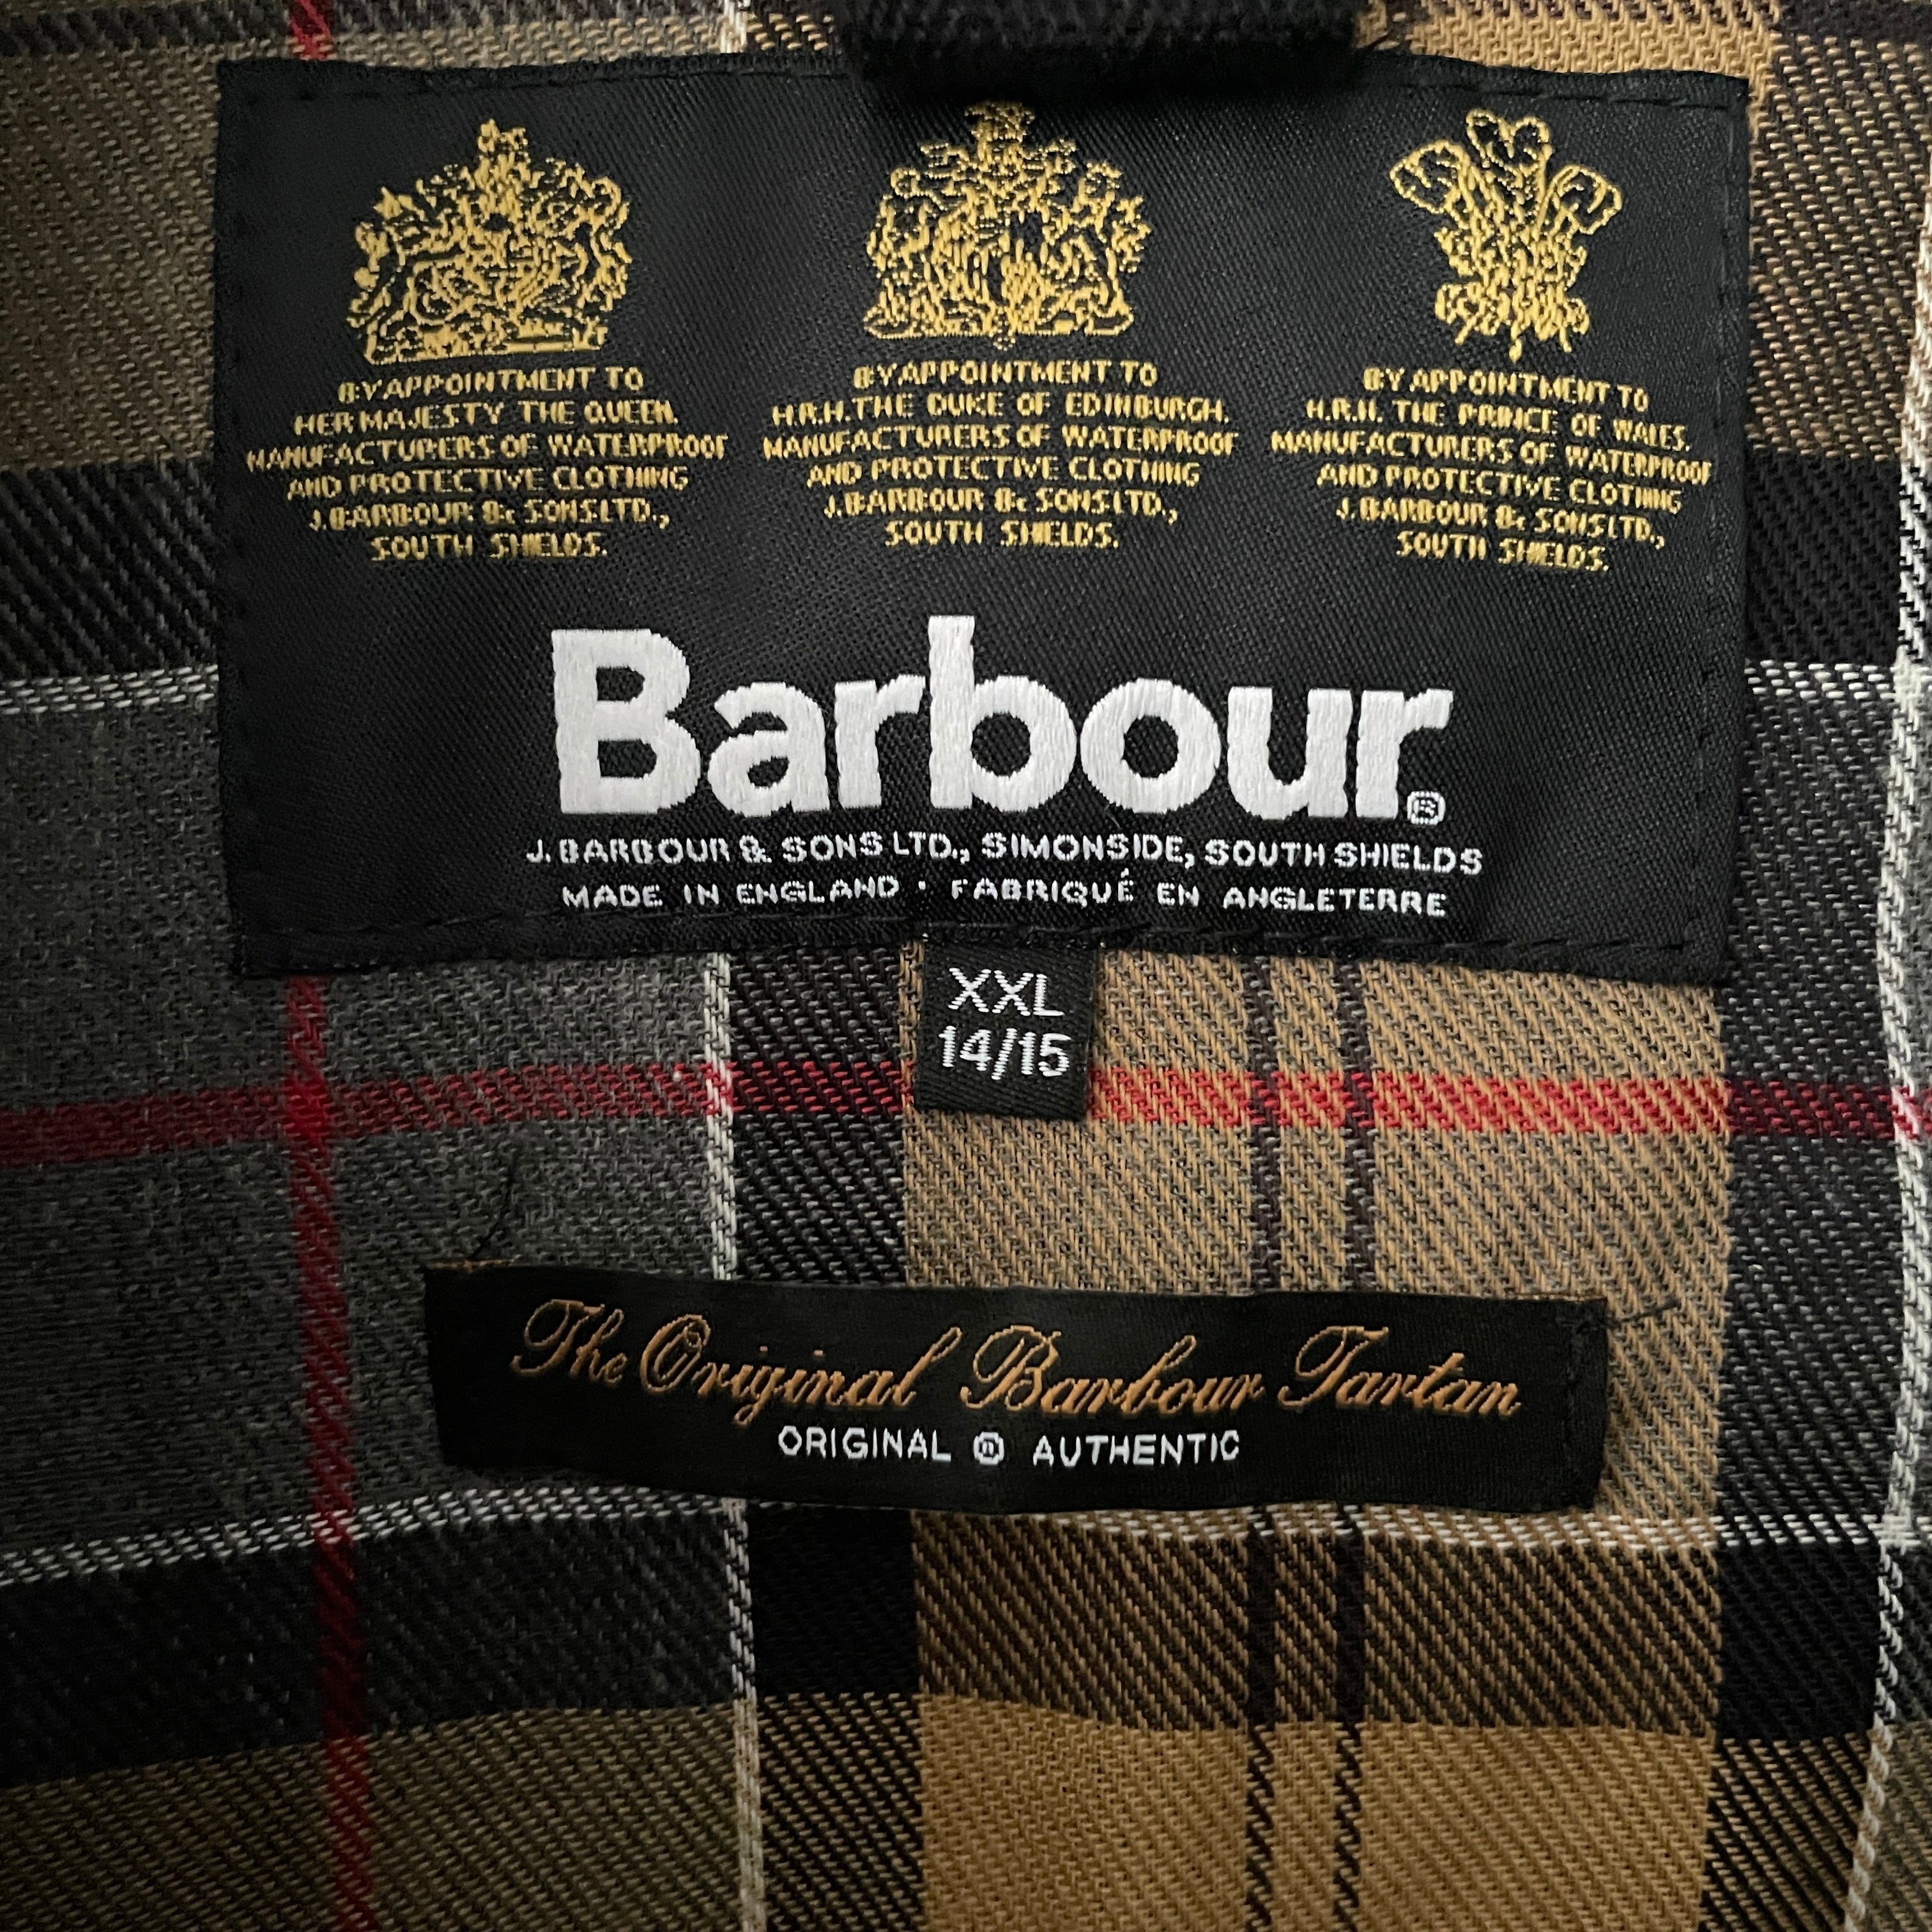 BY APPOINTMENT TO
HER MAJESTY THE QUEEN.
MANUFACTURERS OF WATERPROOF
AND PROTECTIVE CLOTHING
J.BARBOUR & SONS LTD.,
SOUTH SHIELDS.
BY APPOINTMENT TO
H.R.H. THE DUKE OF EDINBURGH.
MANUFACTURERS OF WATERPROOF
AND PROTECTIVE CLOTHING
J.BARBOUR & SONS LTD.,
SOUTH SHIELDS.
BY APPOINTMENT TO
H.R.H. THE PRINCE OF WALES.
MANUFACTURERS OF WATERPROOF
AND PROTECTIVE CLOTHING
J.BARBOUR & SONS LTD.,
SOUTH SHIELDS.
Barbour®
J. BARBOUR & SONS LTD., SIMONSIDE, SOUTH SHIELDS
MADE IN ENGLAND · FABRIQUÉ EN ANGLETERRE
XXL
14/15
The Original Barbour Tartan
ORIGINAL ® AUTHENTIC